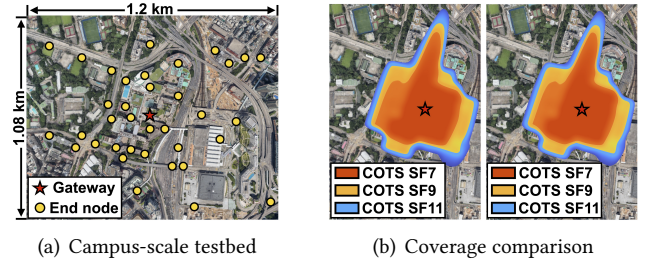 1.2 km
1.08 km
Gateway
End node
(a) Campus-scale testbed
COTS SF7
COTS SF9
COTS SF11
COTS SF7
COTS SF9
COTS SF11
(b) Coverage comparison